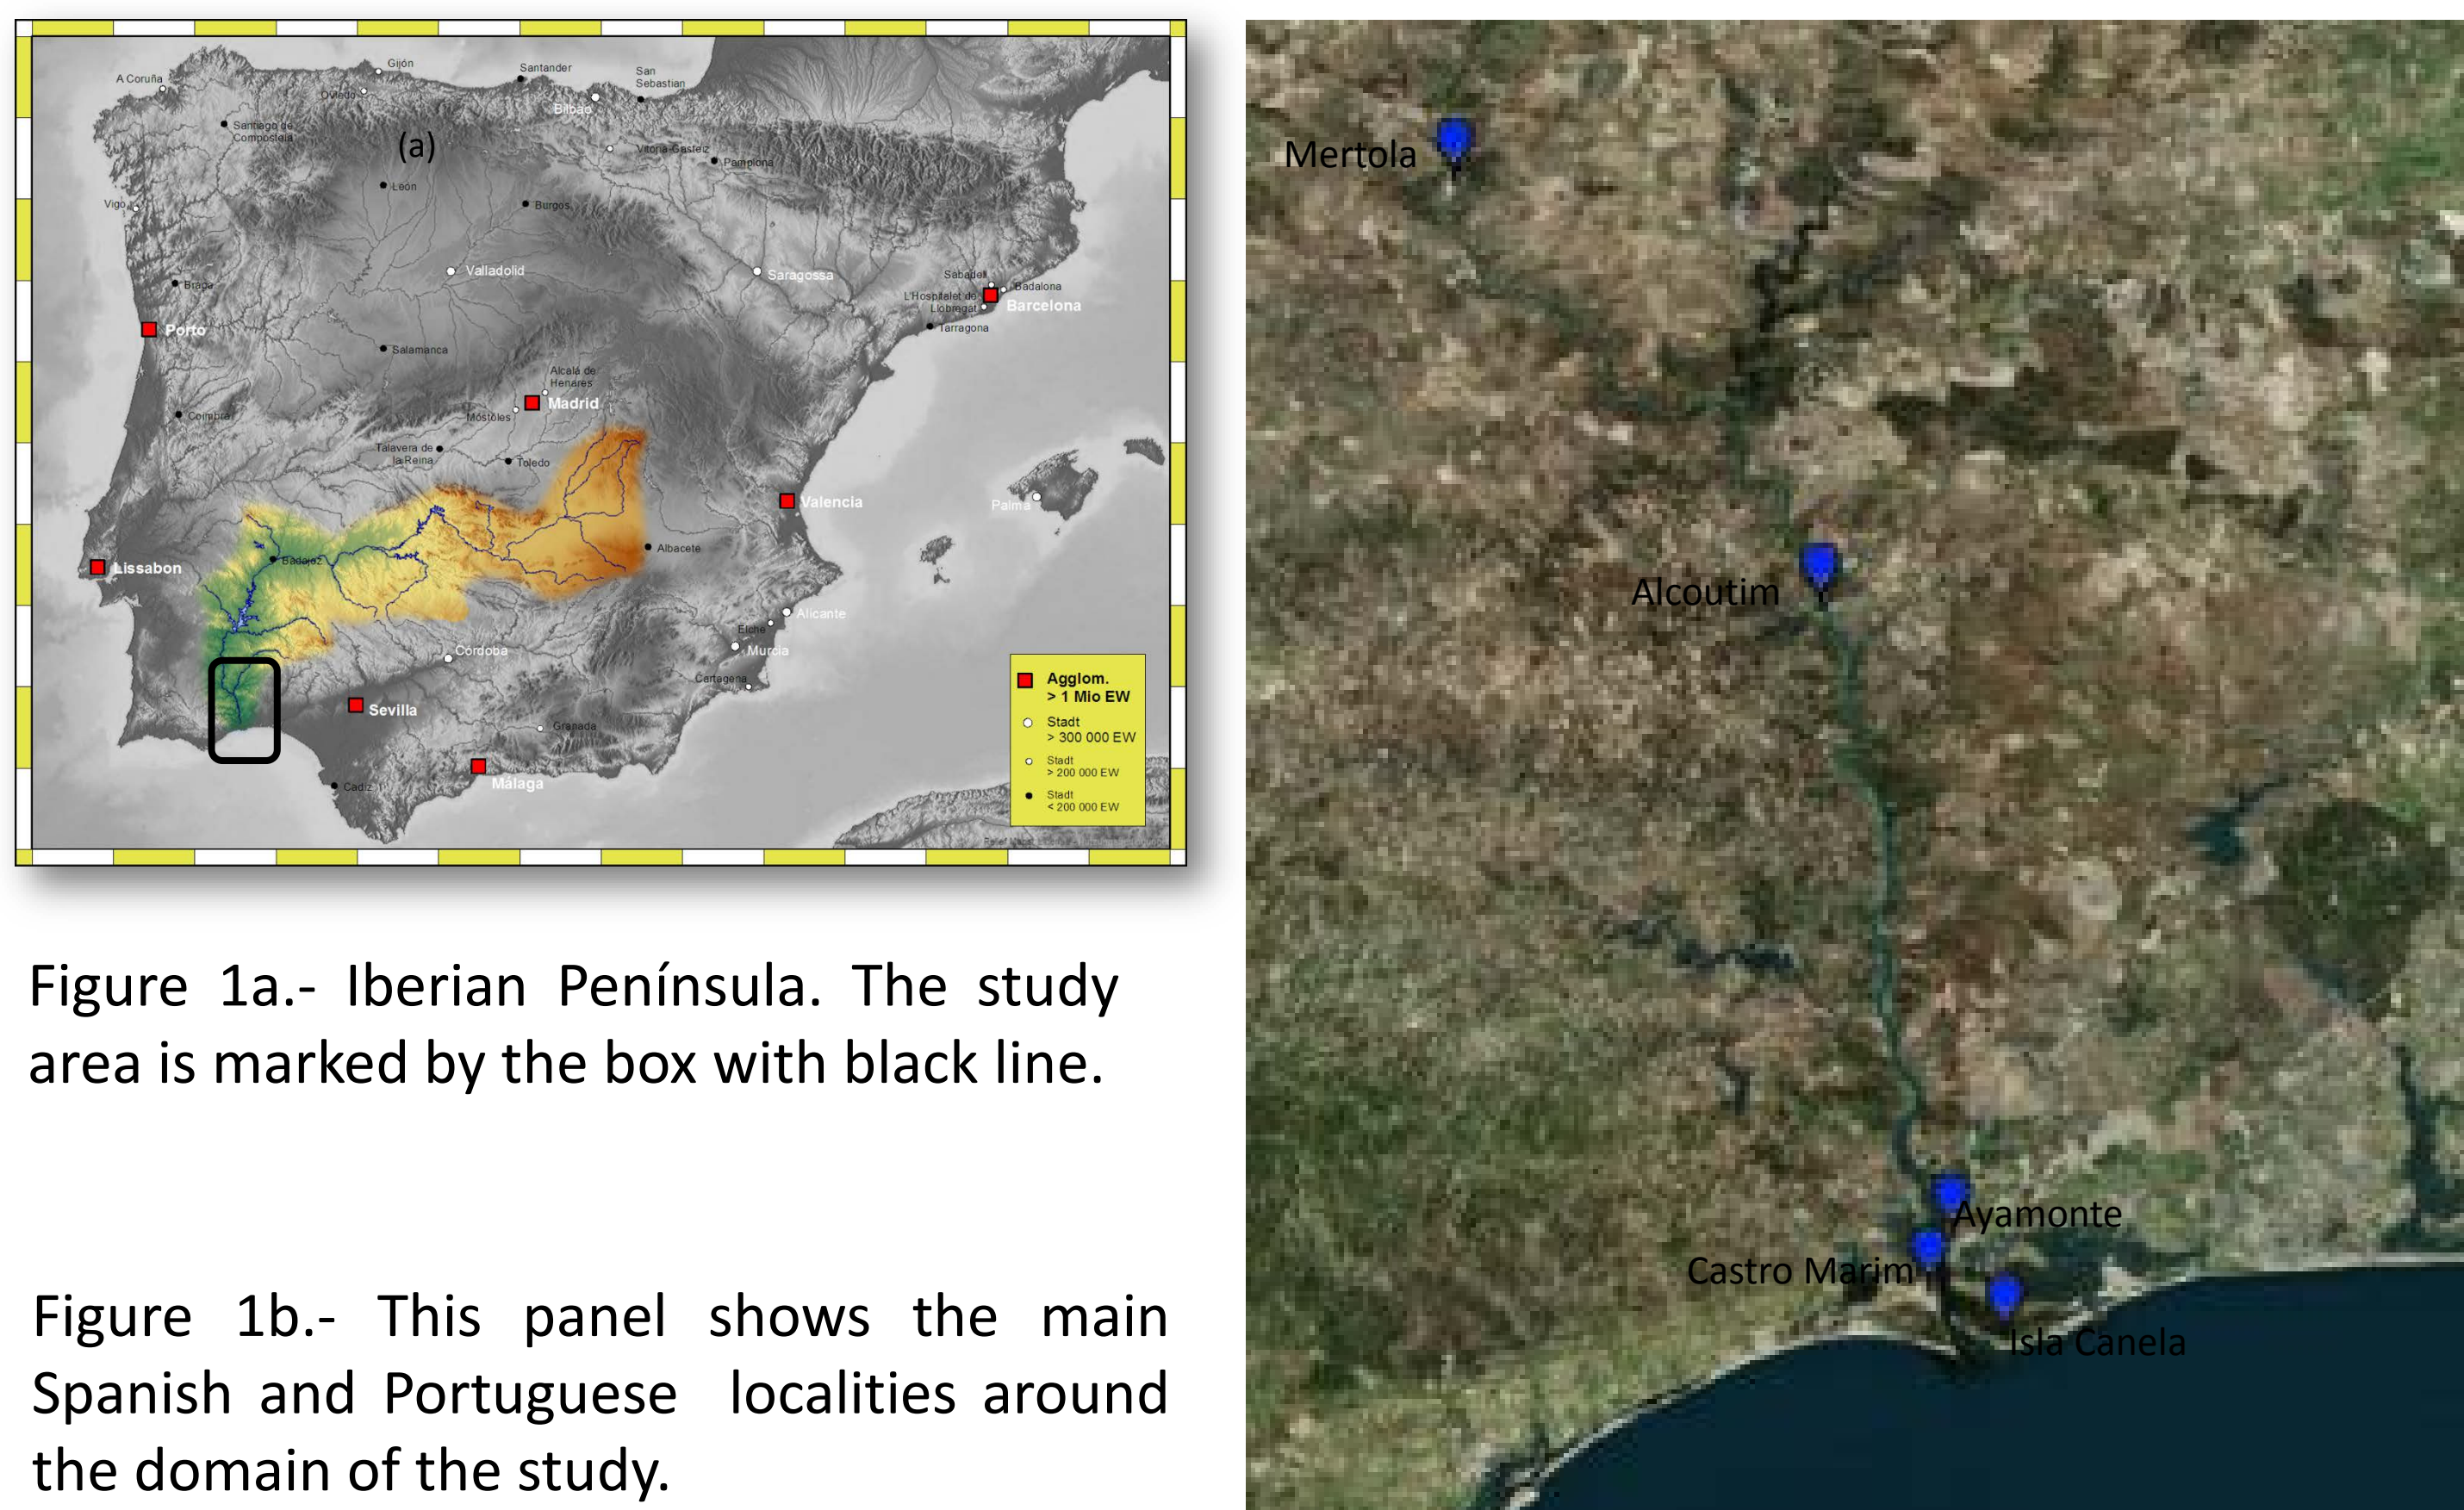 A Coruña
Gijón
Santander
San
Sebastian
Oviedo
Bilbao
Santiago de
Compostela
(a)
Vitoria-Gasteiz
Pamplona
León
Vigo
Burgos
Valladolid
Saragossa
Braga
Sabadell
Badalona
L'Hospitalet de
Llobregat
Barcelona
Tarragona
Porto
Salamanca
Alcalá de
Henares
Madrid
Móstoles
Coimbra
Talavera de
la Reina
Toledo
Valencia
Palma
Albacete
Badajoz
Lissabon
Alicante
Elche
Murcia
Córdoba
Cartagena
Sevilla
Granada
Málaga
Cadiz
Agglom.
> 1 Mio EW
Stadt
> 300 000 EW
Stadt
> 200 000 EW
Stadt
< 200 000 EW
Figure 1a.- Iberian Península. The study
area is marked by the box with black line.
Figure 1b.- This panel shows the main
Spanish and Portuguese localities around
the domain of the study.
Mertola
Alcoutim
Ayamonte
Castro Marim
Isla Canela